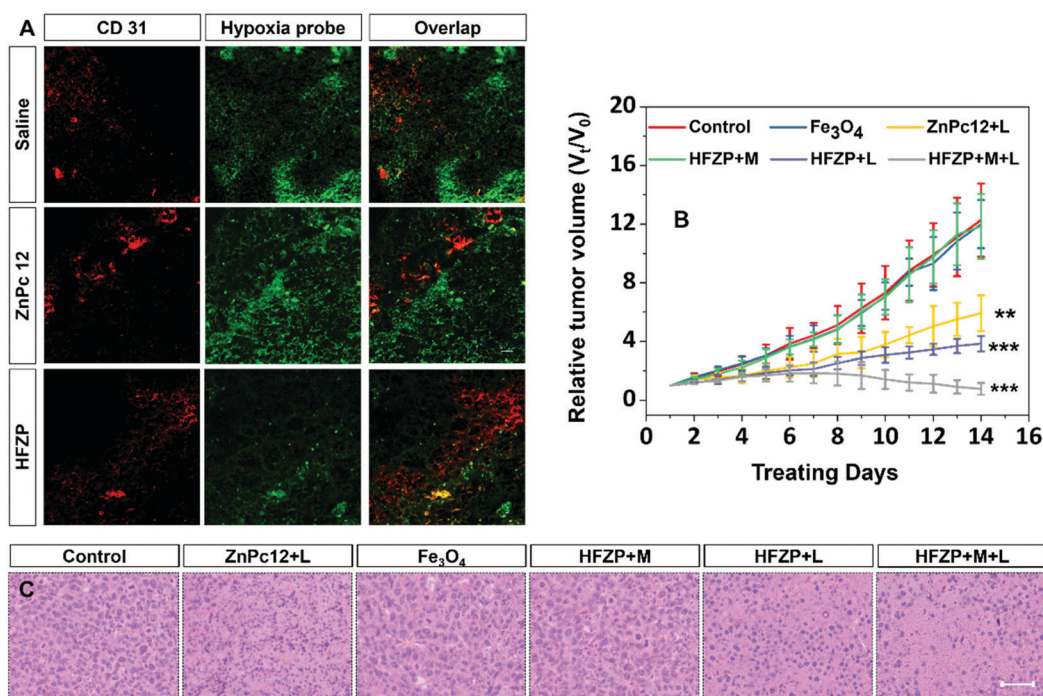 A
CD 31
Hypoxia probe
Overlap
Saline
ZnPc 12
HFZP
Relative tumor volume (Vt/V0)
20
16
12
8
4
0
Control
Fe3O4
ZnPc12+L
HFZP+M
HFZP+L
HFZP+M+L
B
**
***
***
0 2 4 6 8 10 12 14 16
Treating Days
Control
ZnPc12+L
Fe3O4
HFZP+M
HFZP+L
HFZP+M+L
C